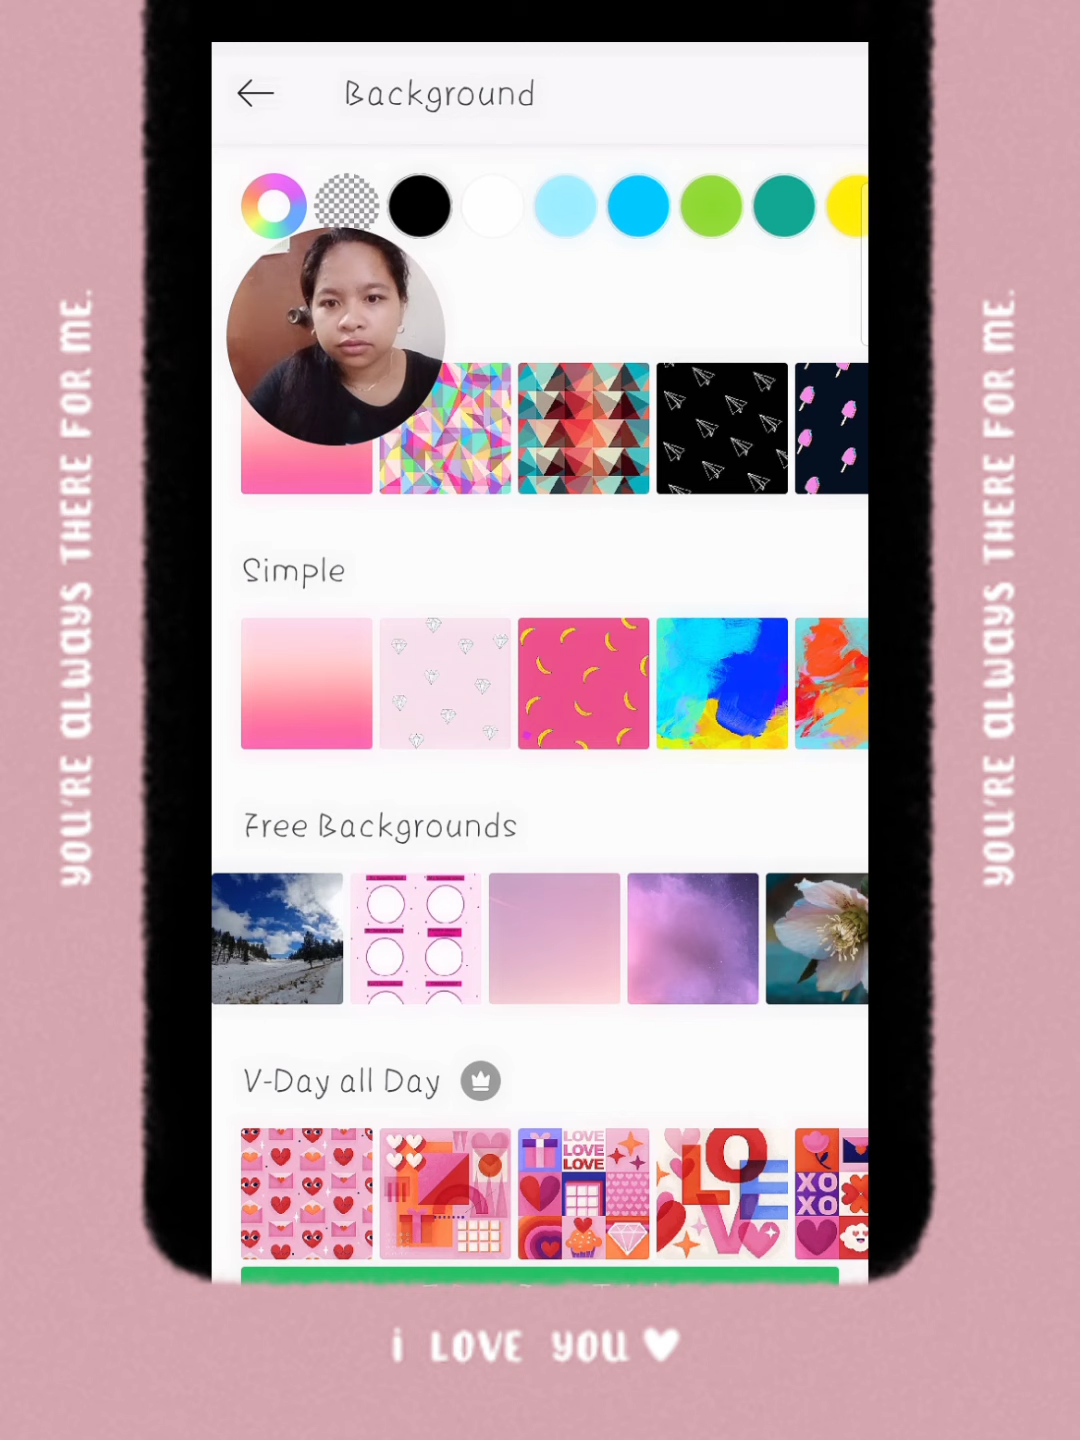 Background
Simple
Free Backgrounds
V-Day all Day
LOVE
LOVE
LOVE
LOVE
XO
XO
YOU'RE ALWAYS THERE FOR ME.
YOU'RE ALWAYS THERE FOR ME.
i LOVE YOU